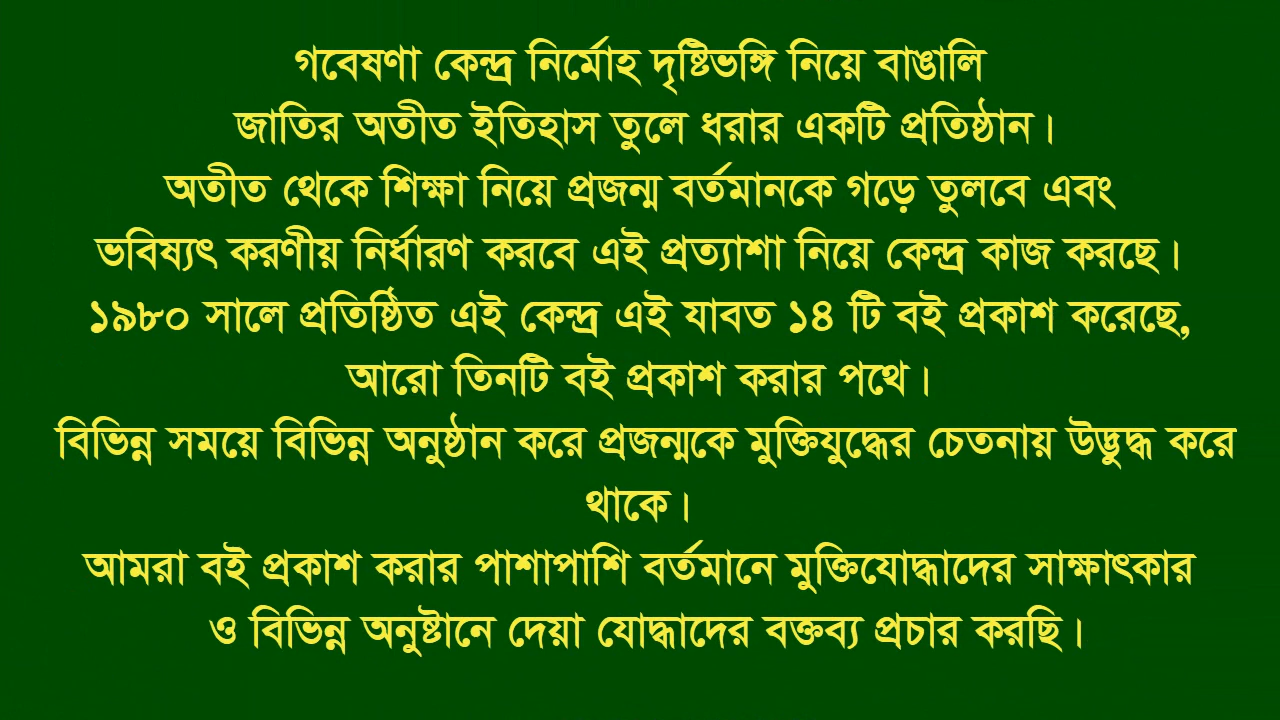 গবেষণা কেন্দ্র নির্মোহ দৃষ্টিভঙ্গি নিয়ে বাঙালি
জাতির অতীত ইতিহাস তুলে ধরার একটি প্রতিষ্ঠান।
অতীত থেকে শিক্ষা নিয়ে প্রজন্ম বর্তমানকে গড়ে তুলবে এবং
ভবিষ্যৎ করণীয় নির্ধারণ করবে এই প্রত্যাশা নিয়ে কেন্দ্র কাজ করছে।
১৯৮০ সালে প্রতিষ্ঠিত এই কেন্দ্র এই যাবত ১৪ টি বই প্রকাশ করেছে,
আরো তিনটি বই প্রকাশ করার পথে।
বিভিন্ন সময়ে বিভিন্ন অনুষ্ঠান করে প্রজন্মকে মুক্তিযুদ্ধের চেতনায় উদ্ভুদ্ধ করে
থাকে।
আমরা বই প্রকাশ করার পাশাপাশি বর্তমানে মুক্তিযোদ্ধাদের সাক্ষাৎকার
ও বিভিন্ন অনুষ্টানে দেয়া যোদ্ধাদের বক্তব্য প্রচার করছি।